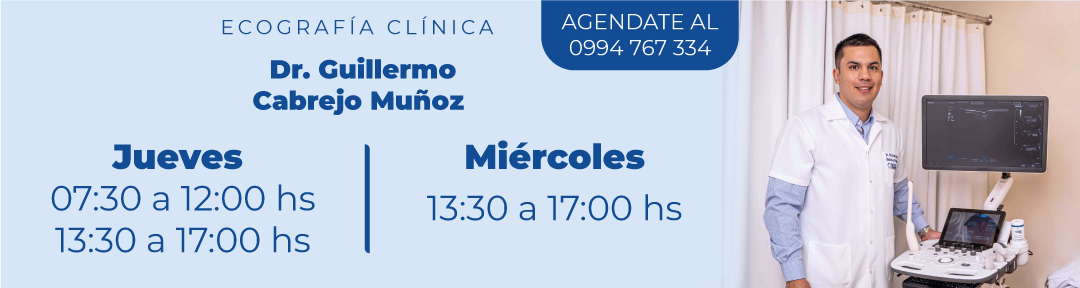 ECOGRAFÍA CLÍNICA
AGENDATE AL
0994 767 334
Dr. Guillermo
Cabrejo Muñoz
Jueves
07:30 a 12:00 hs
13:30 a 17:00 hs
Miércoles
13:30 a 17:00 hs